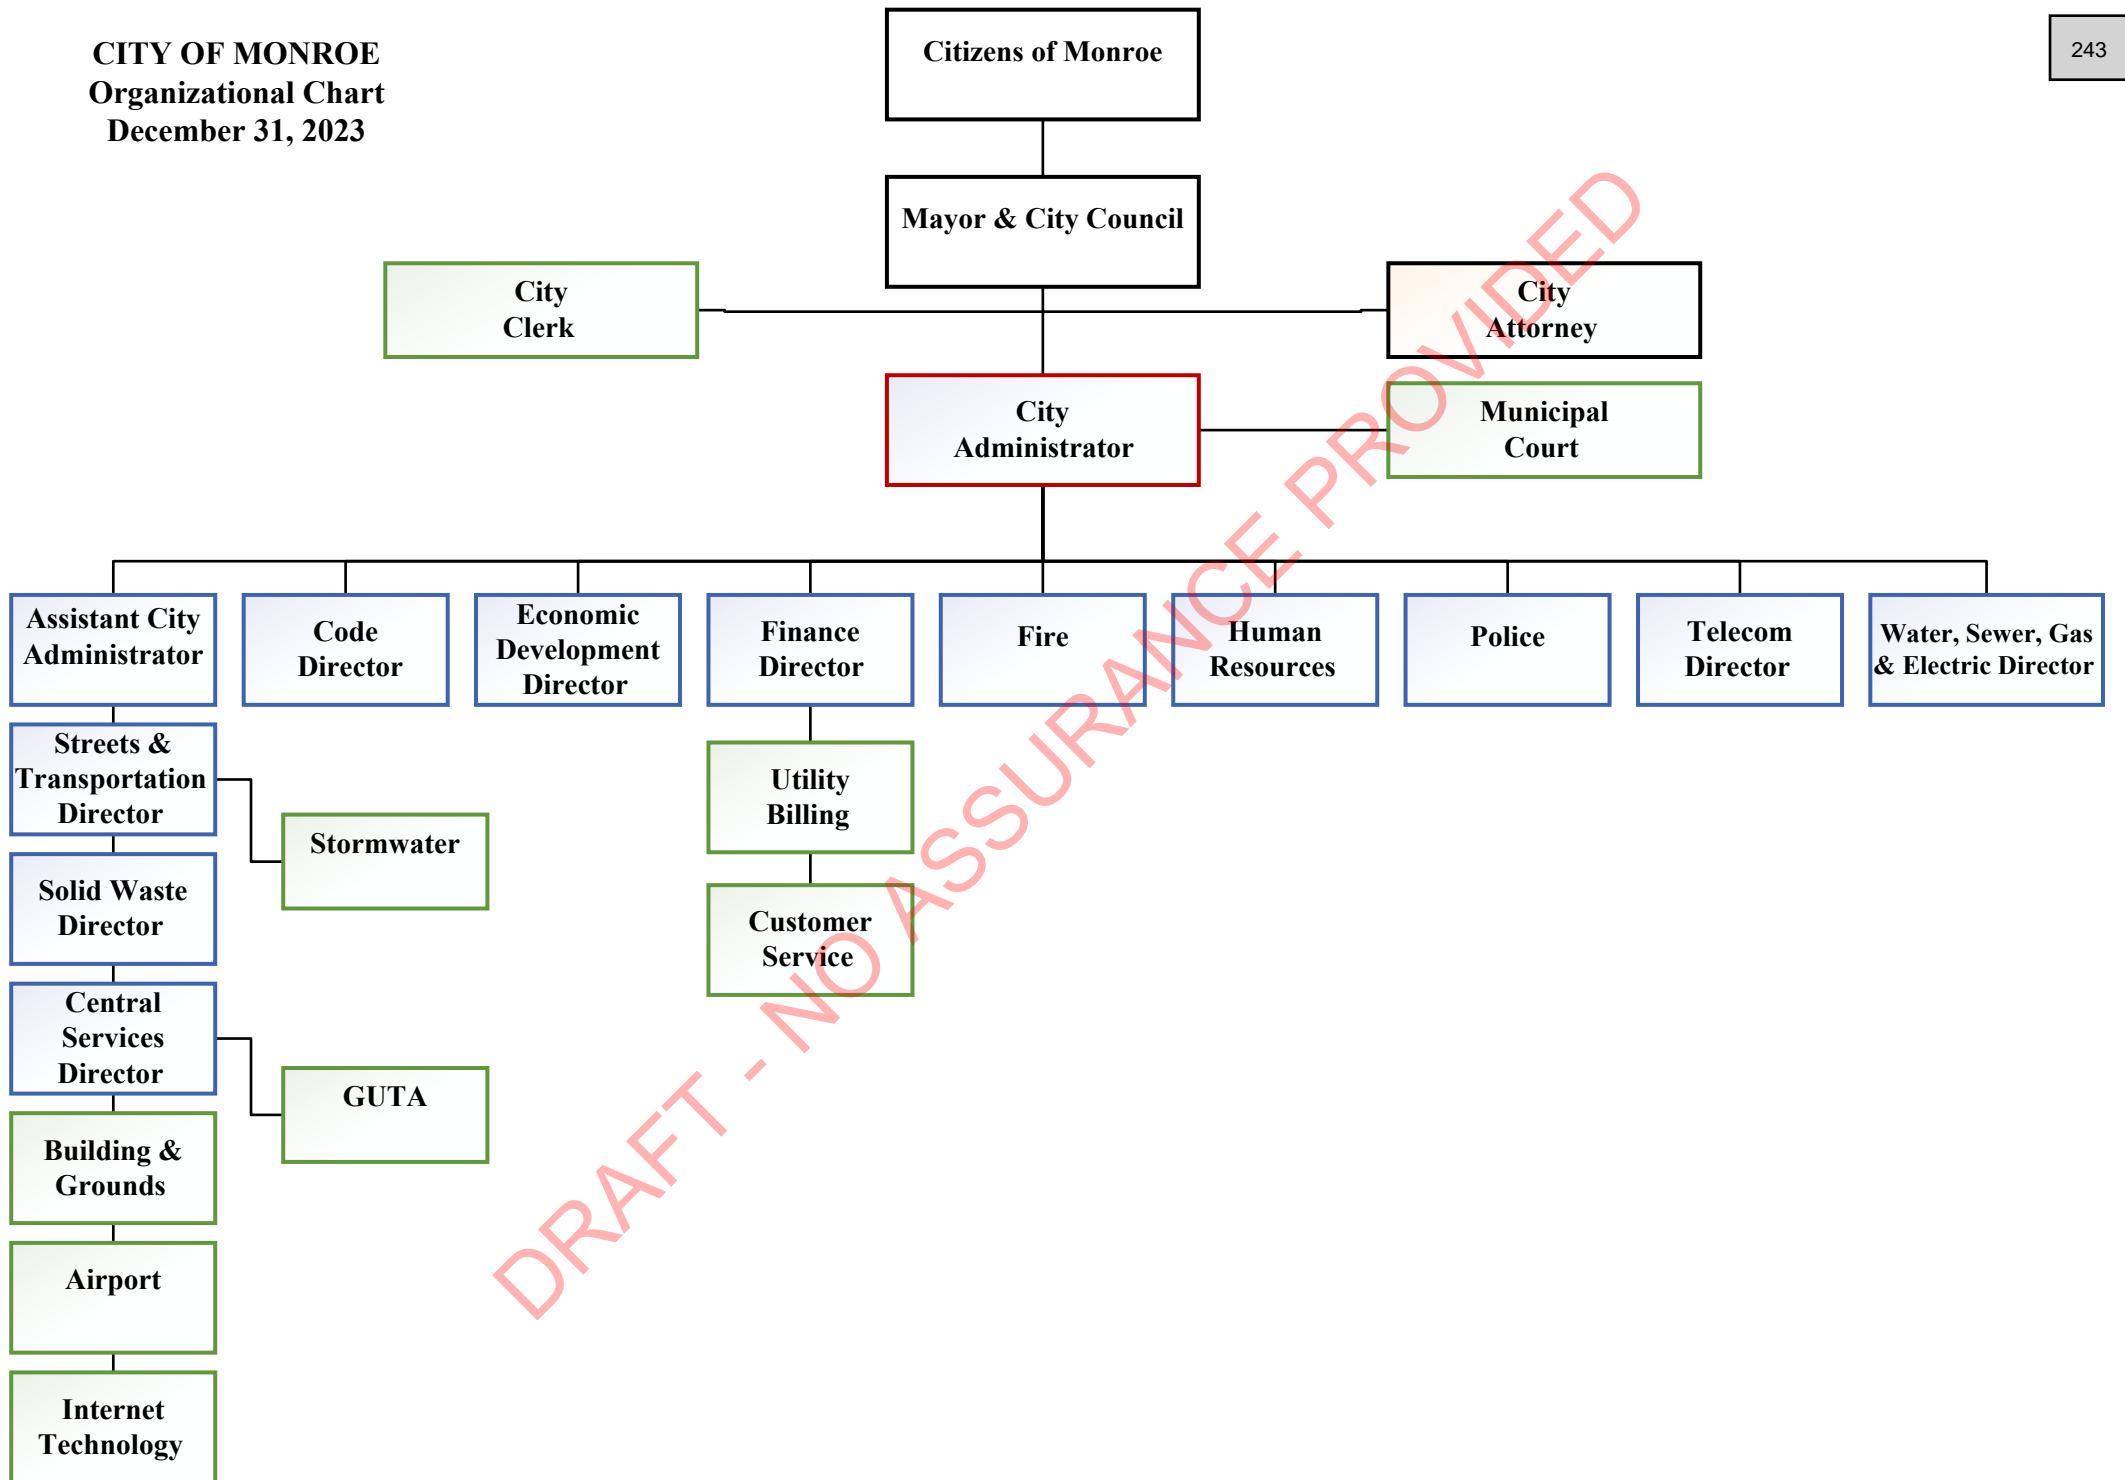 CITY OF MONROE
Organizational Chart
December 31, 2023
243
Citizens of Monroe
Mayor & City Council
City
Clerk
City
Attorney
City
Administrator
Municipal
Court
Assistant City
Administrator
Code
Director
Economic
Development
Director
Finance
Director
Fire
Human
Resources
Police
Telecom
Director
Water, Sewer, Gas
& Electric Director
Streets &
Transportation
Director
Stormwater
Utility
Billing
Solid Waste
Director
Customer
Service
Central
Services
Director
GUTA
Building &
Grounds
Airport
Internet
Technology
DRAFT - NO ASSURANCE PROVIDED